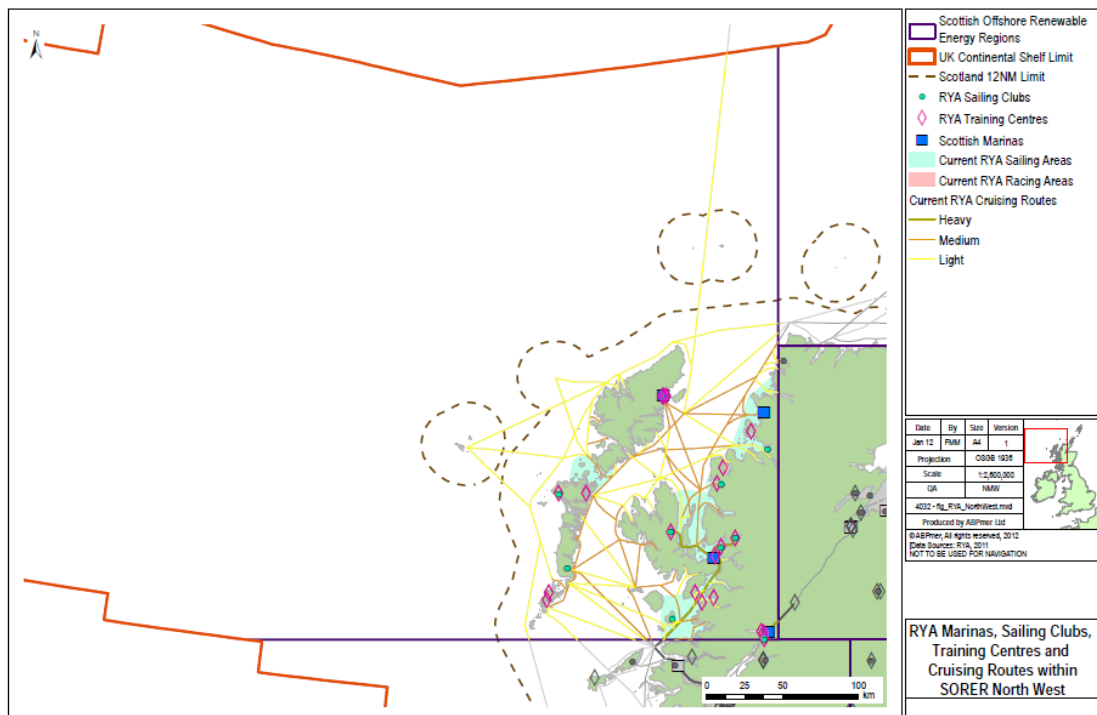 N
0 50 100
km
Scottish Offshore Renewable
Energy Regions
UK Continental Shelf Limit
Scotland 12NM Limit
RYA Sailing Clubs
RYA Training Centres
Scottish Marinas
Current RYA Sailing Areas
Current RYA Racing Areas
Current RYA Cruising Routes
Heavy
Medium
Light
Date By Size Version
Jan 12 FMM A4 1
Projection OSGB 1936
Scale 1:2,500,000
QA NMW
4032 - fig_RYA_NorthWest.mxd
Produced by ABPmer Ltd
© ABPmer, All rights reserved, 2012
Data Sources: RYA, 2011
NOT TO BE USED FOR NAVIGATION
RYA Marinas, Sailing Clubs,
Training Centres and
Cruising Routes within
SORER North West